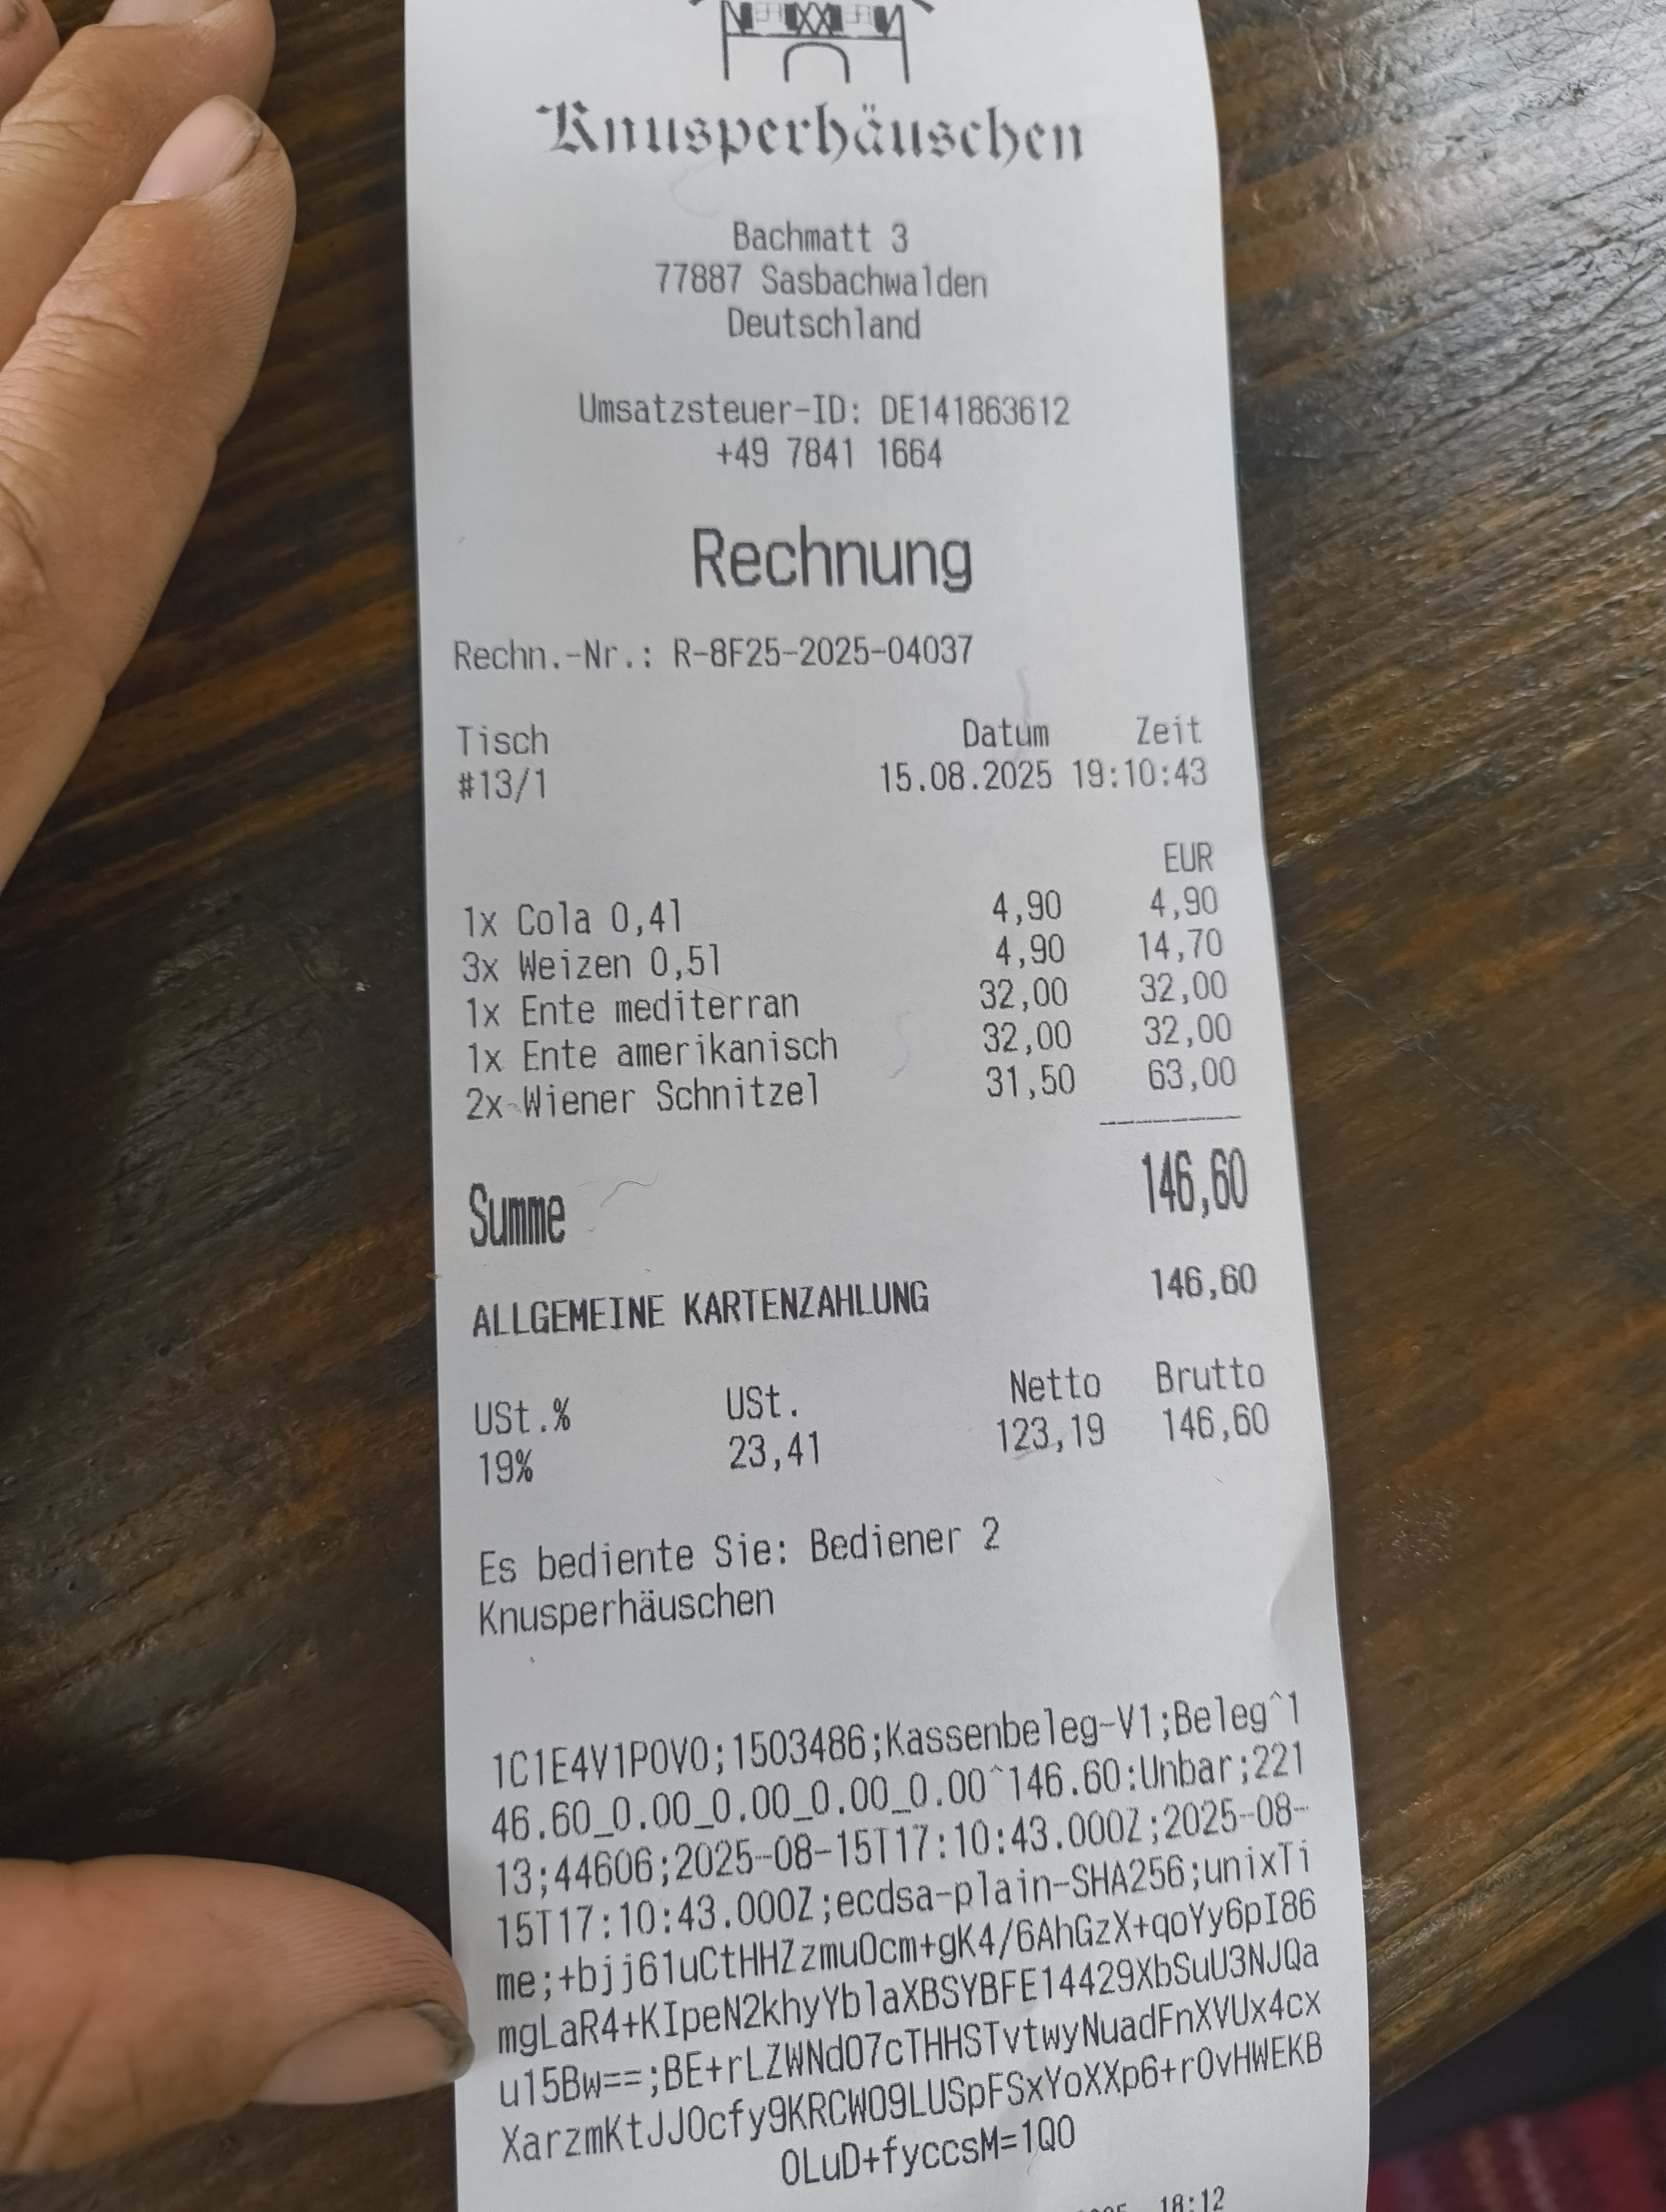 Knusperhäuschen
Bachmatt 3
77887 Sasbachwalden
Deutschland
Umsatzsteuer-ID: DE141863612
+49 7841 1664
Rechnung
Rechn.-Nr.: R-8F25-2025-04037
Tisch Datum Zeit
#13/1 15.08.2025 19:10:43
EUR
1x Cola 0,4l 4,90 4,90
3x Weizen 0,5l 4,90 14,70
1x Ente mediterran 32,00 32,00
1x Ente amerikanisch 32,00 32,00
2x Wiener Schnitzel 31,50 63,00
Summe 146,60
ALLGEMEINE KARTENZAHLUNG 146,60
USt.% USt. Netto Brutto
19% 23,41 123,19 146,60
Es bediente Sie: Bediener 2
Knusperhäuschen
1C1E4V1P0V0;1503486;Kassenbeleg-V1;Beleg^1
46.60_0.00_0.00_0.00_0.00^146.60:Unbar;221
13;44606;2025-08-15T17:10:43.000Z;2025-08-
15T17:10:43.000Z;ecdsa-plain-SHA256;unixTi
me;+bjj61uCtHHZzmuOcm+gK4/6AhGzX+qoYy6pI86
mgLaR4+KIpeN2khyYblaXBSYBFE14429XbSuU3NJQa
u15Bw==;BE+rLZWNdO7cTHHSTvtwyNuadFnXVUx4cx
XarzmKtJJOcfy9KRCWO9LUSpFSxYoXXp6+rOvHWEKB
OLuD+fyccsM=1Q0
18:12